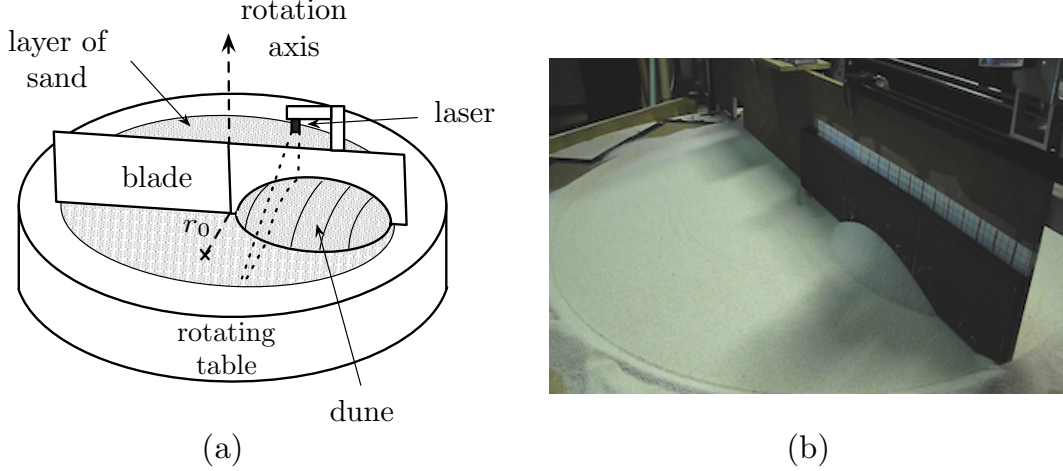 rotation
axis
layer of
sand
laser
blade
r0
rotating
table
dune
(a)
(b)